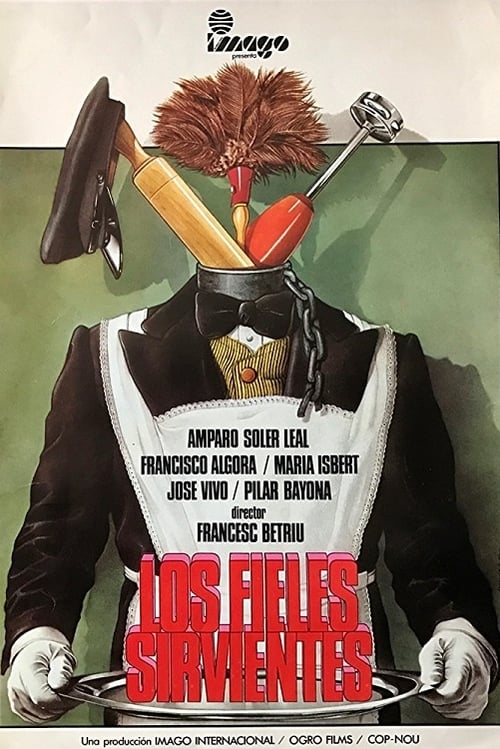 imago
presenta
AMPARO SOLER LEAL
FRANCISCO ALGORA / MARIA ISBERT
JOSE VIVO / PILAR BAYONA
director
FRANCESC BETRIU
LOS FIELES
SIRVIENTES
Una producción IMAGO INTERNACIONAL / OGRO FILMS / COP-NOU